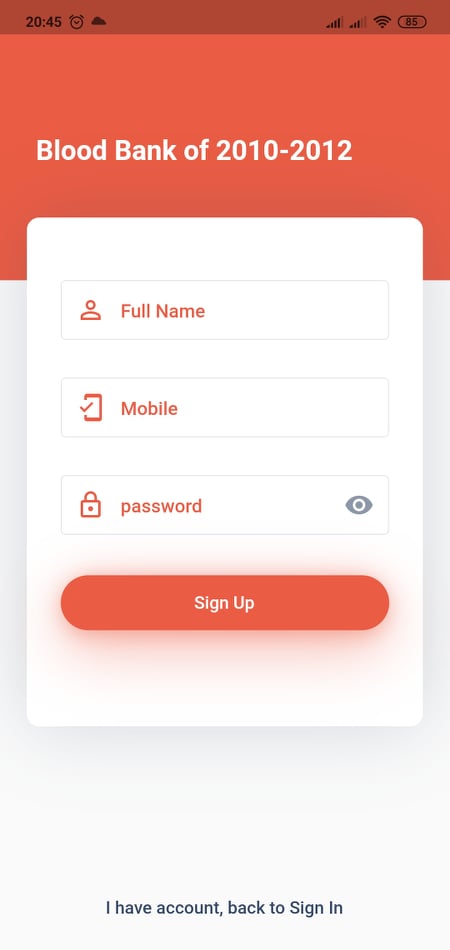 20:45
85
Blood Bank of 2010-2012
Full Name
Mobile
password
Sign Up
I have account, back to Sign In